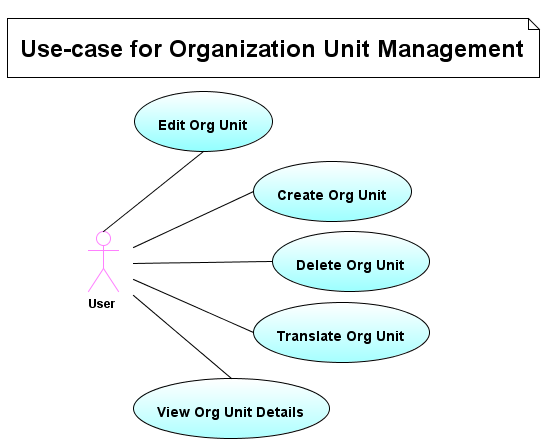 Use-case for Organization Unit Management
Edit Org Unit
Create Org Unit
Delete Org Unit
User
Translate Org Unit
View Org Unit Details